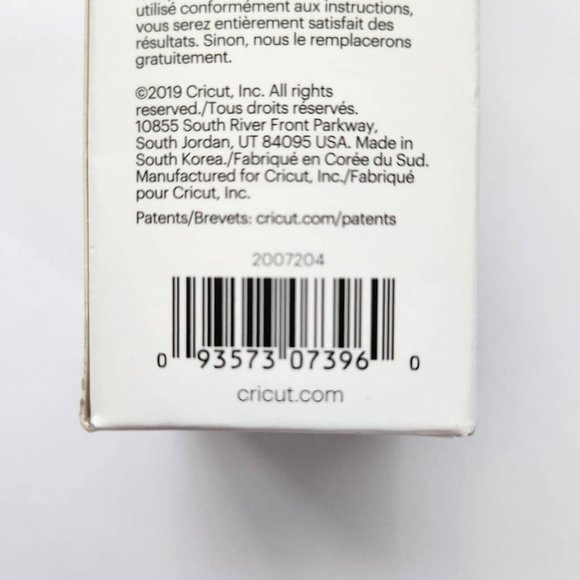 utilisé conformément aux instructions,
vous serez entièrement satisfait des
résultats. Sinon, nous le remplacerons
gratuitement.
©2019 Cricut, Inc. All rights
reserved./Tous droits réservés.
10855 South River Front Parkway,
South Jordan, UT 84095 USA. Made in
South Korea./Fabriqué en Corée du Sud.
Manufactured for Cricut, Inc./Fabriqué
pour Cricut, Inc.
Patents/Brevets: cricut.com/patents
2007204
0 93573 07396 0
cricut.com